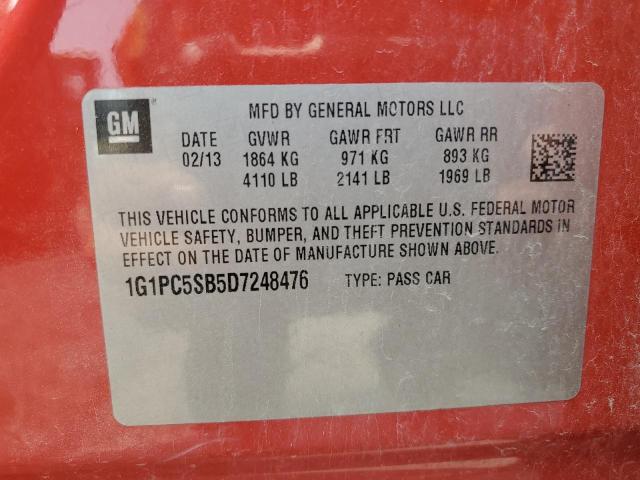 GM
MFD BY GENERAL MOTORS LLC
DATE GVWR GAWR FRT GAWR RR
02/13 1864 KG 971 KG 893 KG
4110 LB 2141 LB 1969 LB
THIS VEHICLE CONFORMS TO ALL APPLICABLE U.S. FEDERAL MOTOR
VEHICLE SAFETY, BUMPER, AND THEFT PREVENTION STANDARDS IN
EFFECT ON THE DATE OF MANUFACTURE SHOWN ABOVE.
1G1PC5SB5D7248476 TYPE: PASS CAR